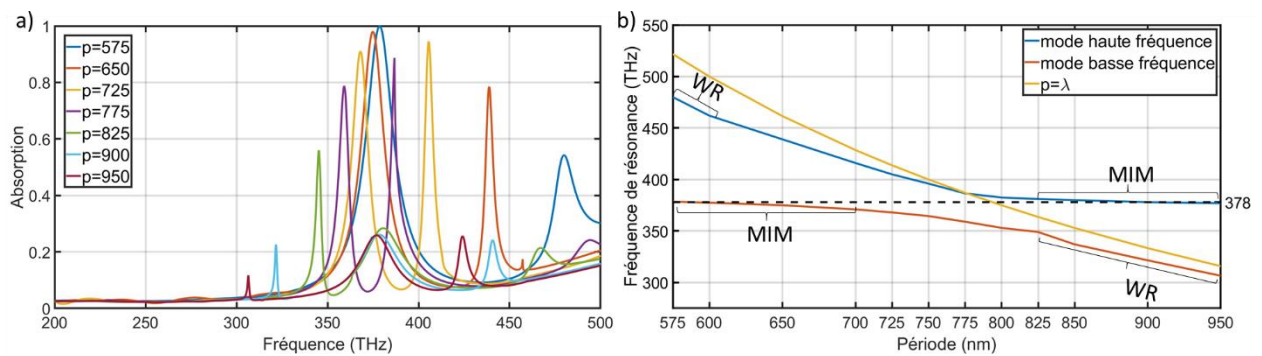 a)
Absorption
1
0.8
0.6
0.4
0.2
0
p=575
p=650
p=725
p=775
p=825
p=900
p=950
200 250 300 350 400 450 500
Fréquence (THz)
b)
Fréquence de résonance (THz)
550
500
450
400
350
300
mode haute fréquence
mode basse fréquence
p=λ
WR
MIM
378
MIM
WR
575 600 650 700 725 750 775 800 825 850 900 950
Période (nm)